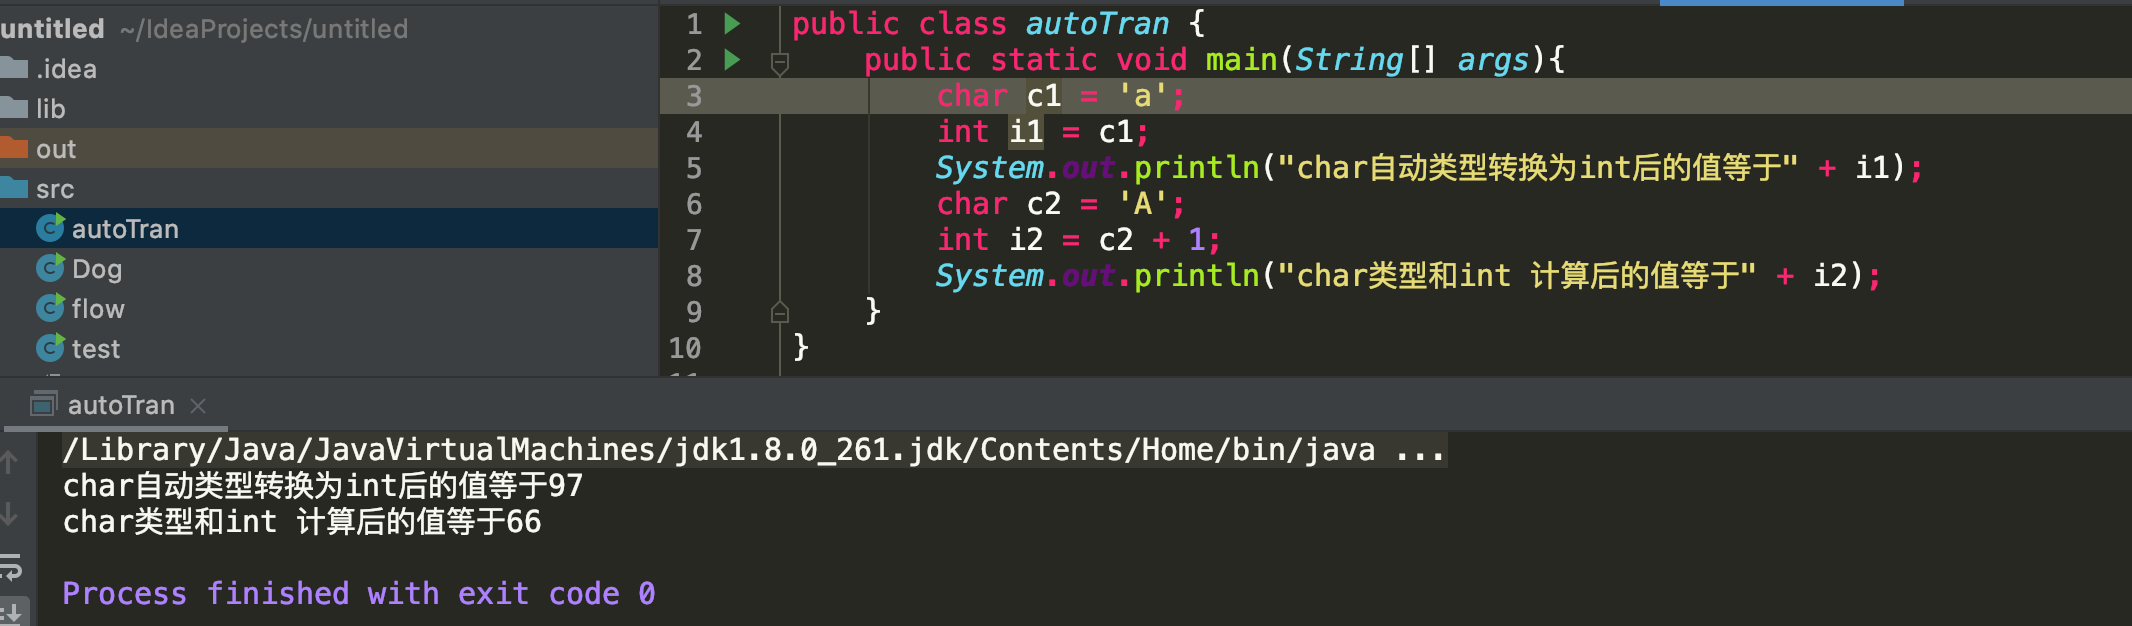 untitled ~/IdeaProjects/untitled
.idea
lib
out
src
autoTran
Dog
flow
test
1 public class autoTran {
2 public static void main(String[] args){
3 char c1 = 'a';
4 int i1 = c1;
5 System.out.println("char自动类型转换为int后的值等于" + i1);
6 char c2 = 'A';
7 int i2 = c2 + 1;
8 System.out.println("char类型和int 计算后的值等于" + i2);
9 }
10 }
autoTran
/Library/Java/JavaVirtualMachines/jdk1.8.0_261.jdk/Contents/Home/bin/java ...
char自动类型转换为int后的值等于97
char类型和int 计算后的值等于66
Process finished with exit code 0